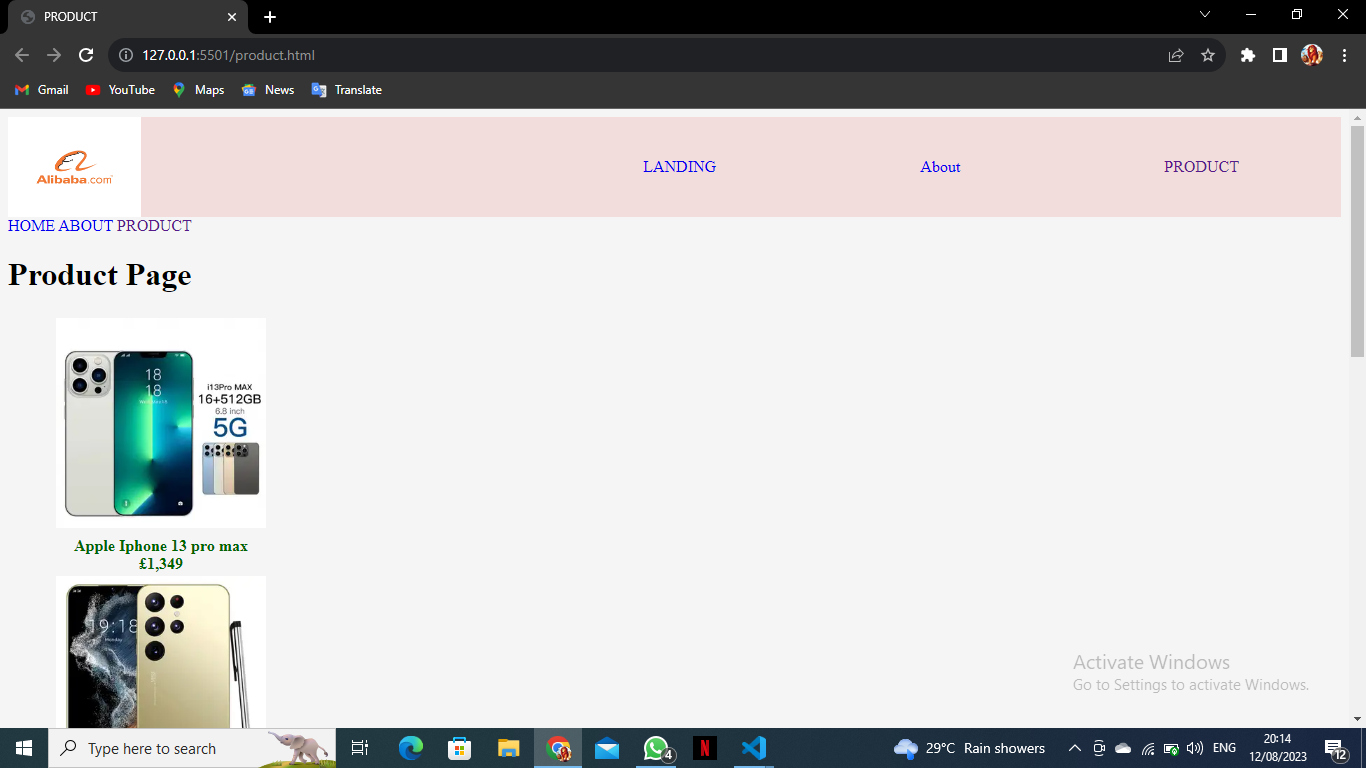 PRODUCT
127.0.0.1:5501/product.html
Gmail YouTube Maps News Translate
Alibaba.com
LANDING About PRODUCT
HOME ABOUT PRODUCT
Product Page
18
18
i13Pro MAX
16+512GB
6.8 inch
5G
Apple Iphone 13 pro max
£1,349
19:18
Monday
Activate Windows
Go to Settings to activate Windows.
Type here to search
4
N
29°C Rain showers
ENG
20:14
12/08/2023
12